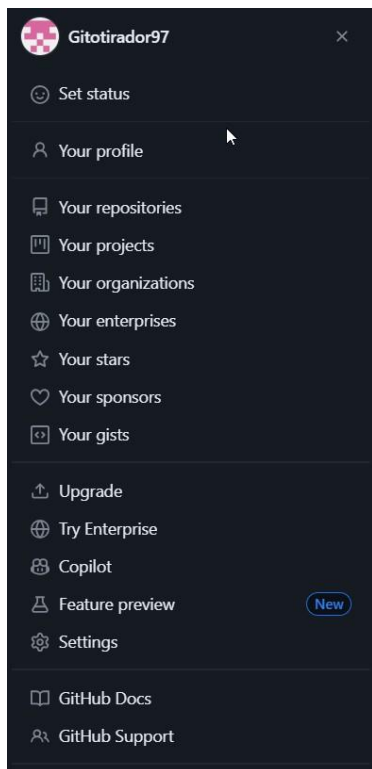 Gitotirador97
Set status
Your profile
Your repositories
Your projects
Your organizations
Your enterprises
Your stars
Your sponsors
Your gists
Upgrade
Try Enterprise
Copilot
Feature preview New
Settings
GitHub Docs
GitHub Support